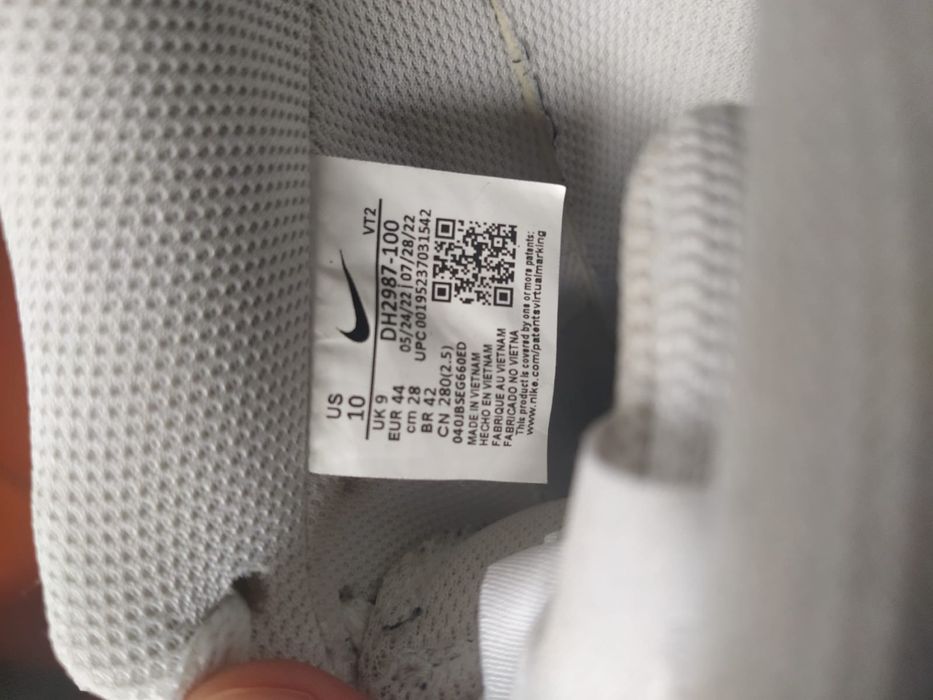 US
10
VT2
UK 9
EUR 44
cm 28
BR 42
CN 280(2.5)
DH2987-100
05/24/22|07/28/22
UPC 00195237031542
040JBSEG660ED
MADE IN VIETNAM
HECHO EN VIETNAM
FABRIQUE AU VIETNAM
FABRICADO NO VIETNA
This product is covered by one or more patents:
www.nike.com/patentsvirtualmarking